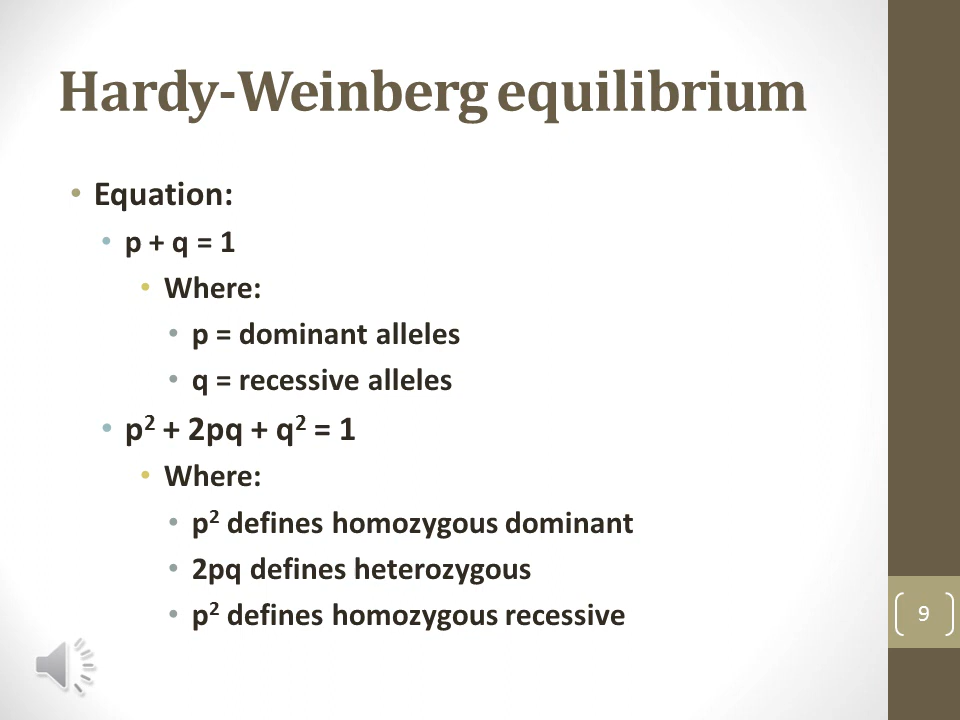 Hardy-Weinberg equilibrium
• Equation:
• p + q = 1
• Where:
• p = dominant alleles
• q = recessive alleles
• p² + 2pq + q² = 1
• Where:
• p² defines homozygous dominant
• 2pq defines heterozygous
• p² defines homozygous recessive
9